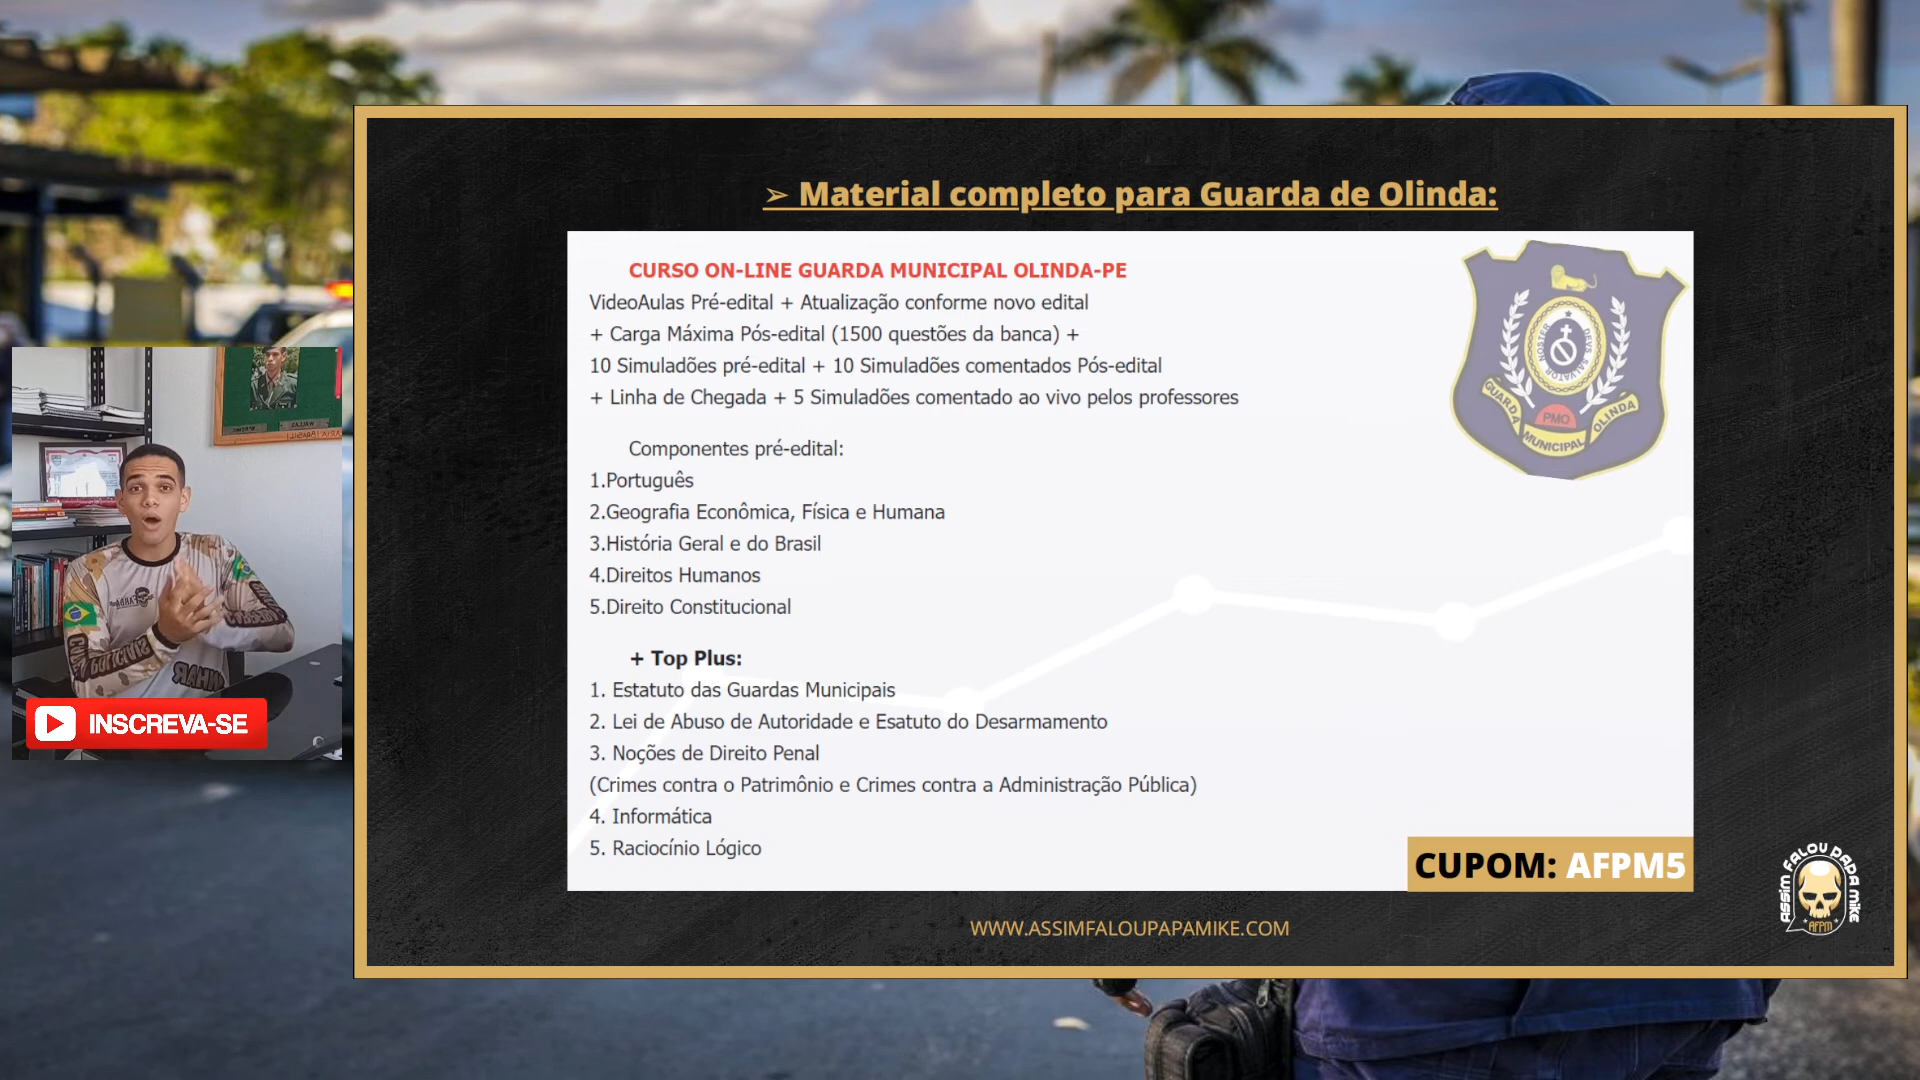 ➢ Material completo para Guarda de Olinda:
CURSO ON-LINE GUARDA MUNICIPAL OLINDA-PE
VideoAulas Pré-edital + Atualização conforme novo edital
+ Carga Máxima Pós-edital (1500 questões da banca) +
10 Simuladões pré-edital + 10 Simuladões comentados Pós-edital
+ Linha de Chegada + 5 Simuladões comentado ao vivo pelos professores
Componentes pré-edital:
1.Português
2.Geografia Econômica, Física e Humana
3.História Geral e do Brasil
4.Direitos Humanos
5.Direito Constitucional
+ Top Plus:
1. Estatuto das Guardas Municipais
2. Lei de Abuso de Autoridade e Esatuto do Desarmamento
3. Noções de Direito Penal
(Crimes contra o Patrimônio e Crimes contra a Administração Pública)
4. Informática
5. Raciocínio Lógico
NOSTER DEVS SALVATOR
PMO
GUARDA MUNICIPAL OLINDA
CUPOM: AFPM5
WWW.ASSIMFALOUPAPAMIKE.COM
ASSIM FALOU PAPA MIKE
AFPM
INSCREVA-SE